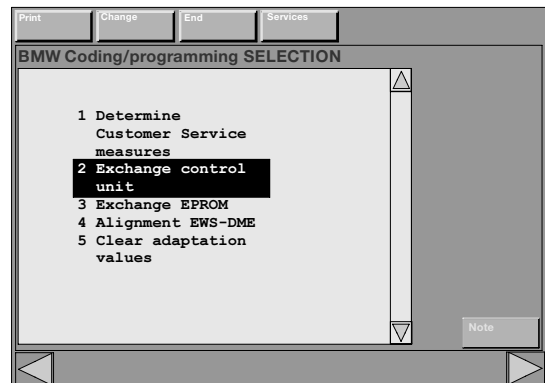 Print Change End Services
BMW Coding/programming SELECTION
1 Determine
Customer Service
measures
2 Exchange control
unit
3 Exchange EPROM
4 Alignment EWS-DME
5 Clear adaptation
values
Note